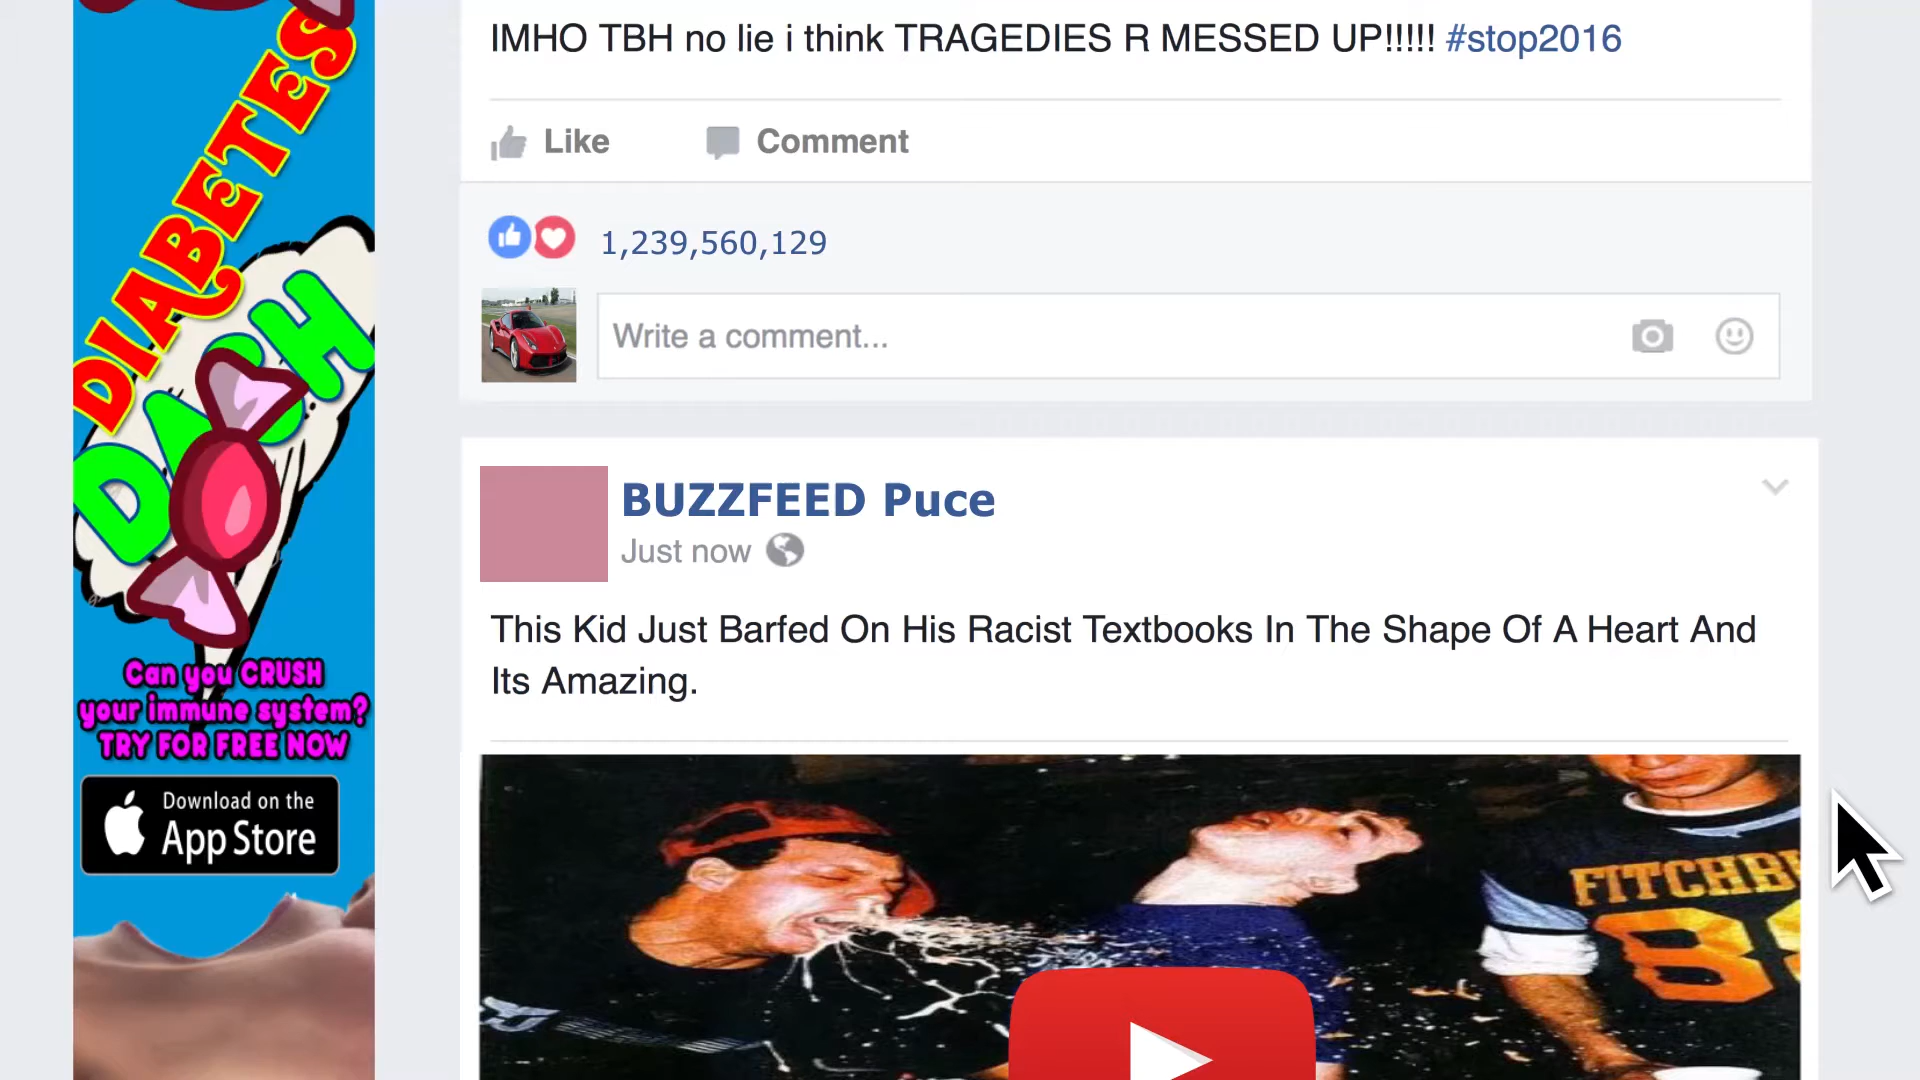 IMHO TBH no lie i think TRAGEDIES R MESSED UP!!!!! #stop2016
Like
Comment
1,239,560,129
Write a comment...
BUZZFEED Puce
Just now
This Kid Just Barfed On His Racist Textbooks In The Shape Of A Heart And
Its Amazing.
DIABETES
DASH
Can you CRUSH
your immune system?
TRY FOR FREE NOW
Download on the
App Store